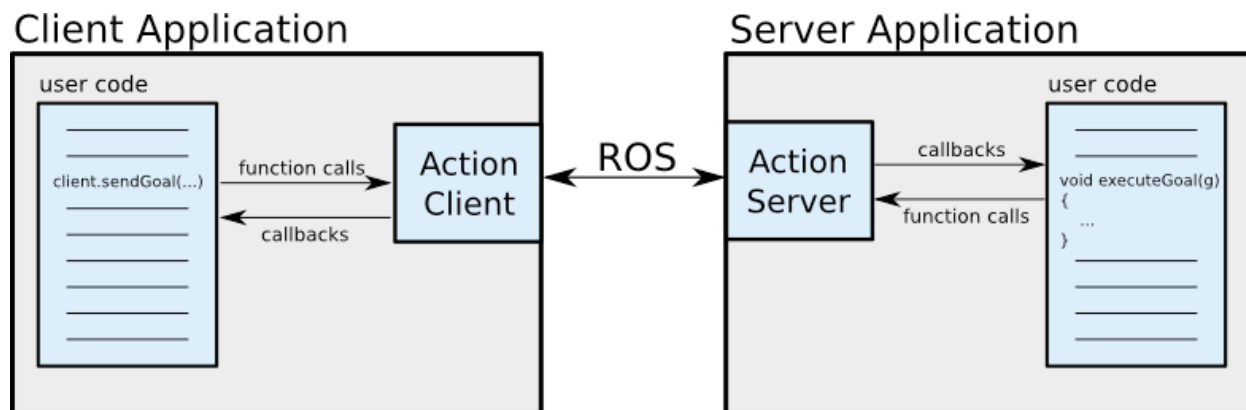 Client Application
user code
client.sendGoal(...)
function calls
callbacks
Action
Client
ROS
Server Application
Action
Server
callbacks
function calls
user code
void executeGoal(g)
{
...
}